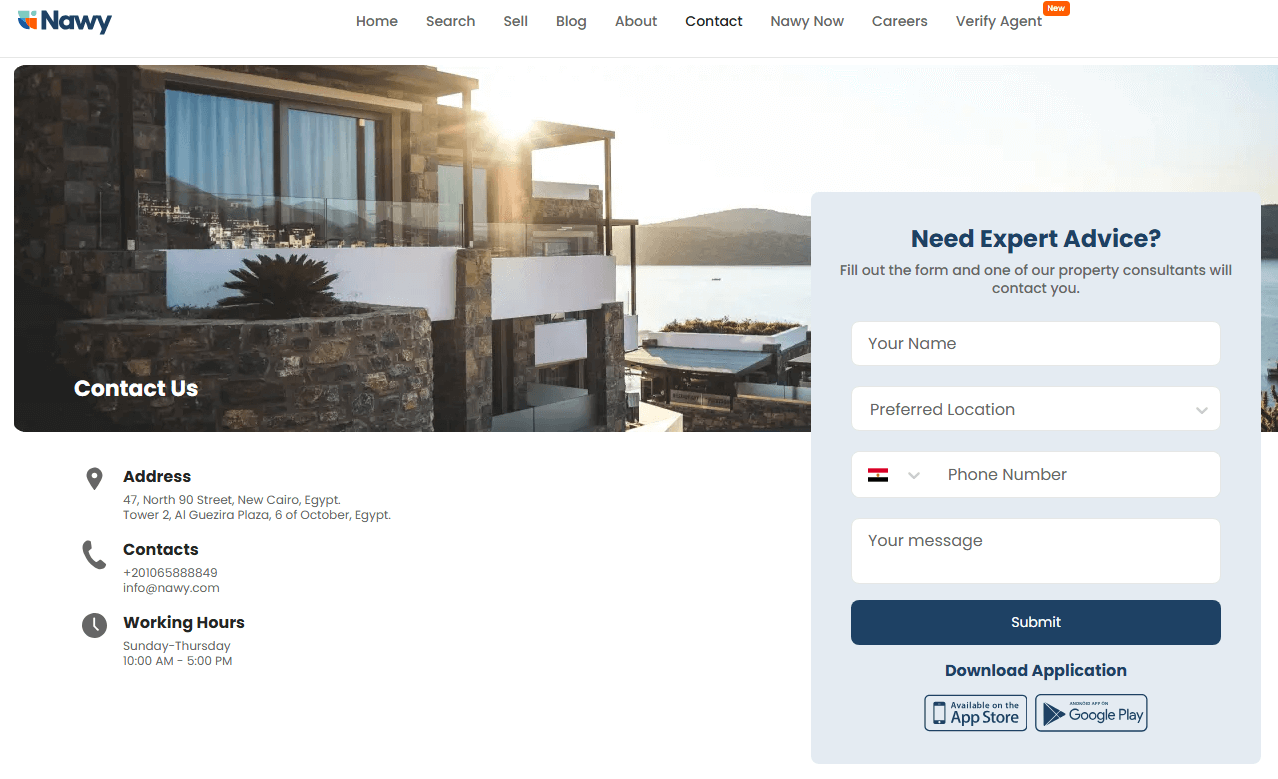 Nawy
Home
Search
Sell
Blog
About
Contact
Nawy Now
Careers
Verify Agent
New
Contact Us
Address
47, North 90 Street, New Cairo, Egypt.
Tower 2, Al Guezira Plaza, 6 of October, Egypt.
Contacts
+201065888849
info@nawy.com
Working Hours
Sunday-Thursday
10:00 AM - 5:00 PM
Need Expert Advice?
Fill out the form and one of our property consultants will
contact you.
Your Name
Preferred Location
Phone Number
Your message
Submit
Download Application
Available on the
App Store
ANDROID APP ON
Google Play